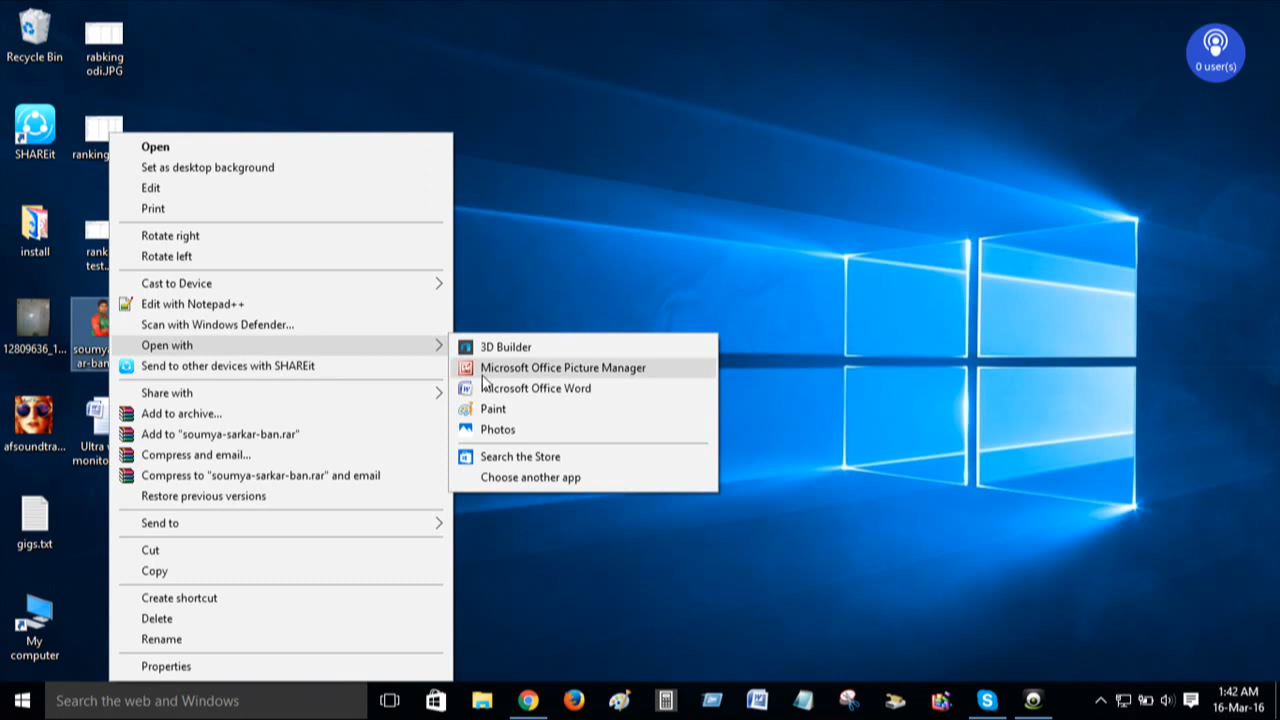 Recycle Bin
rabking
odi.JPG
0 user(s)
SHAREit
ranking
install
rank
test...
12809636_1...
soumy
ar-ban
afsoundtra...
Ultra
monito
gigs.txt
My
computer
Open
Set as desktop background
Edit
Print
Rotate right
Rotate left
Cast to Device
Edit with Notepad++
Scan with Windows Defender...
Open with
Send to other devices with SHAREit
Share with
Add to archive...
Add to "soumya-sarkar-ban.rar"
Compress and email...
Compress to "soumya-sarkar-ban.rar" and email
Restore previous versions
Send to
Cut
Copy
Create shortcut
Delete
Rename
Properties
3D Builder
Microsoft Office Picture Manager
Microsoft Office Word
Paint
Photos
Search the Store
Choose another app
Search the web and Windows
1:42 AM
16-Mar-16